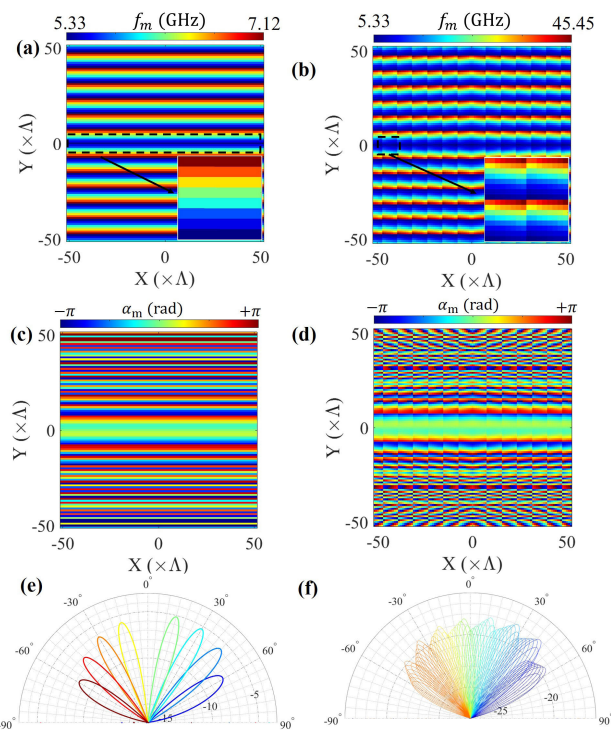 f_m (GHz) f_m (GHz)
5.33 7.12 5.33 45.45
(a) (b)
50 50
Y (×Λ) Y (×Λ)
0 0
-50 -50
-50 0 50 -50 0 50
X (×Λ) X (×Λ)
−π α_m (rad) +π −π α_m (rad) +π
(c) (d)
50 50
Y (×Λ) Y (×Λ)
0 0
-50 -50
-50 0 50 -50 0 50
X (×Λ) X (×Λ)
(e) (f)
0° 0°
-30° 30° -30° 30°
-60° 60° -60° 60°
-5 -20
-10 -25
-15
-90° 90° -90° 90°